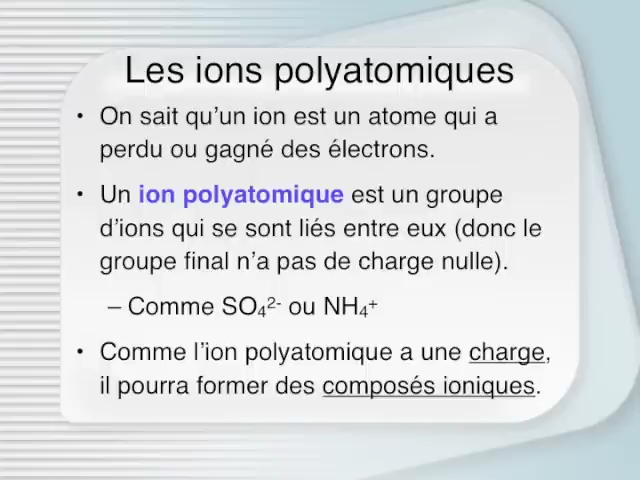 Les ions polyatomiques
• On sait qu’un ion est un atome qui a
perdu ou gagné des électrons.
• Un ion polyatomique est un groupe
d’ions qui se sont liés entre eux (donc le
groupe final n’a pas de charge nulle).
– Comme SO₄²⁻ ou NH₄⁺
• Comme l’ion polyatomique a une charge,
il pourra former des composés ioniques.